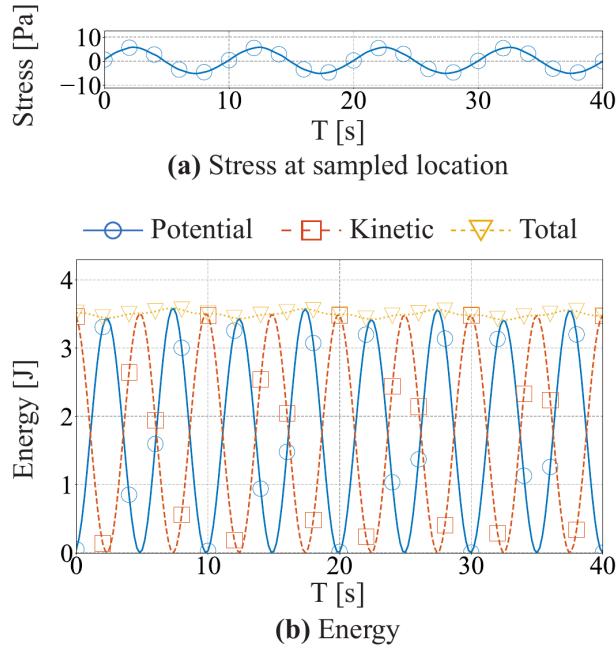 Stress [Pa]
10
0
−10
0
10
20
30
40
T [s]
(a) Stress at sampled location
Potential
Kinetic
Total
Energy [J]
4
3
2
1
0
0
10
20
30
40
T [s]
(b) Energy